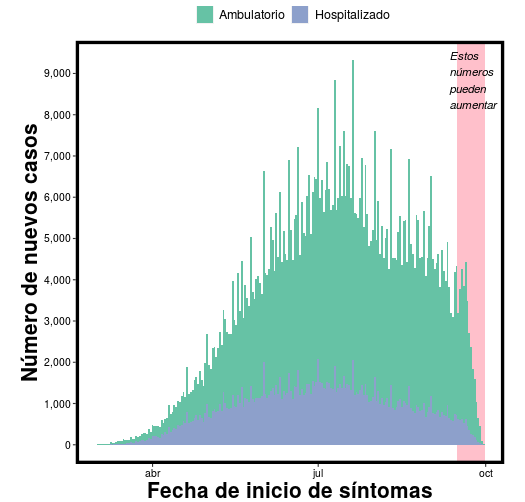 Ambulatorio Hospitalizado
Estos
números
pueden
aumentar
9,000
8,000
7,000
6,000
5,000
4,000
3,000
2,000
1,000
0
Número de nuevos casos
abr jul oct
Fecha de inicio de síntomas